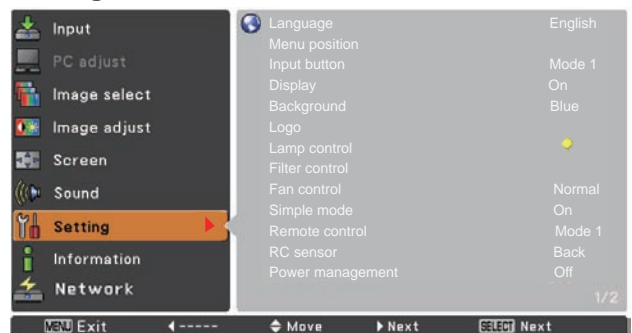 Input
PC adjust
Image select
Image adjust
Screen
Sound
Setting
Information
Network
Language English
Menu position
Input button Mode 1
Display On
Background Blue
Logo
Lamp control
Filter control
Fan control Normal
Simple mode On
Remote control Mode 1
RC sensor Back
Power management Off
1/2
MENU Exit ◀ ----- Move ▶ Next SELECT Next